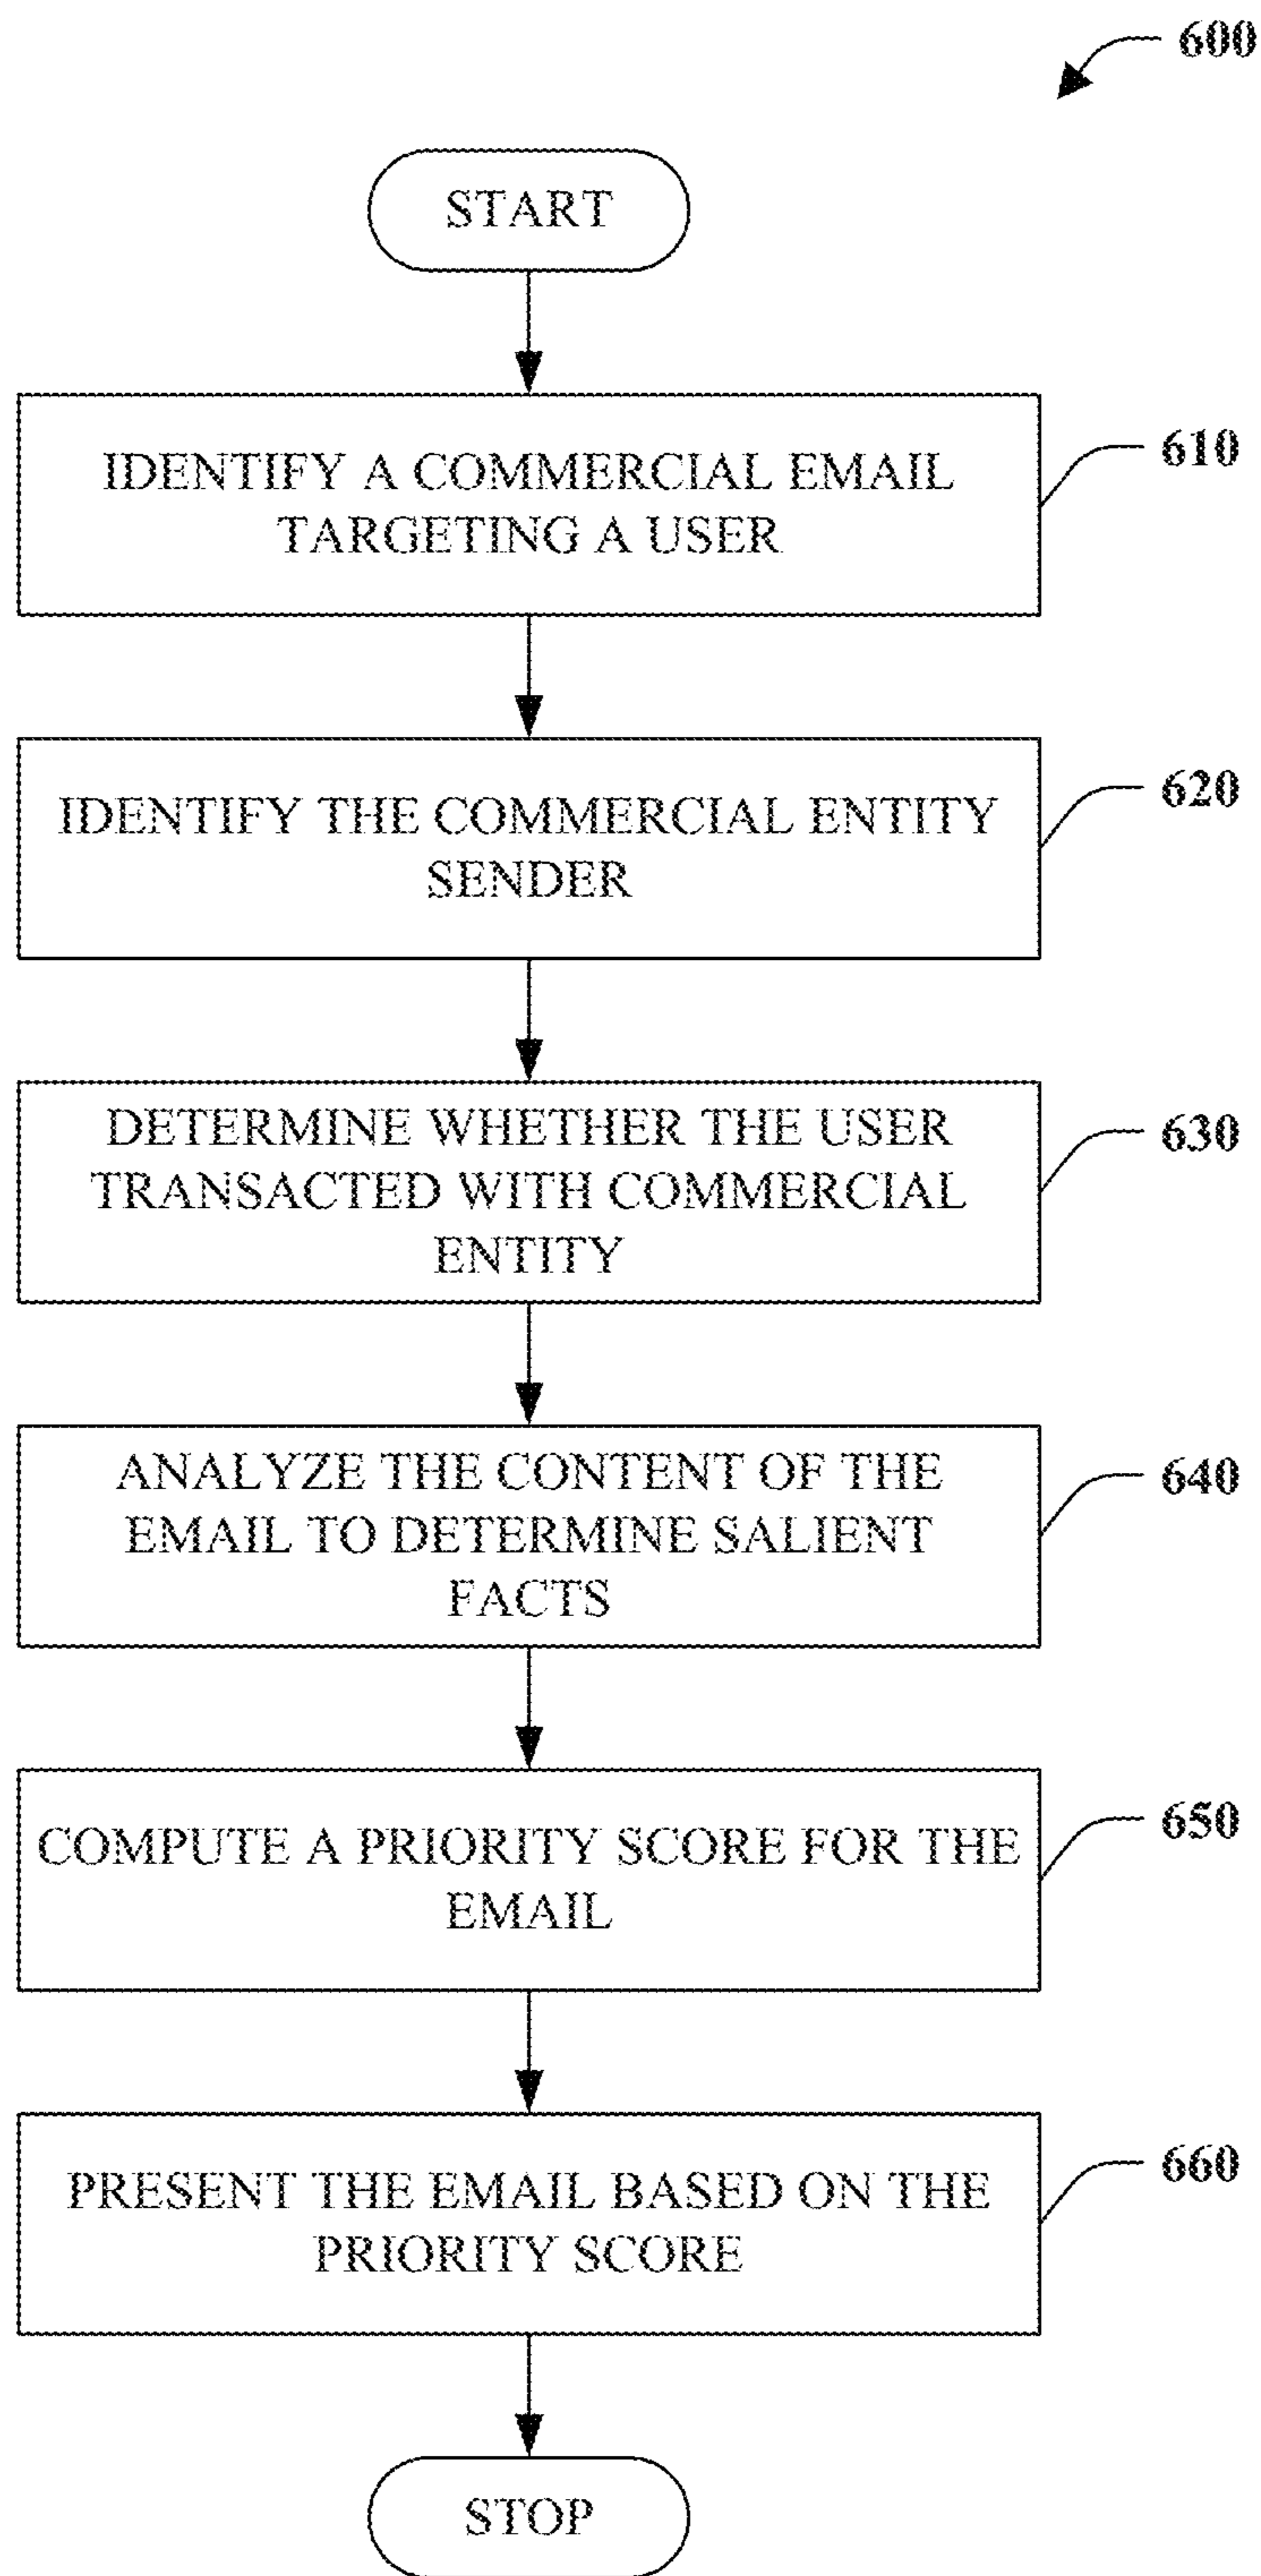 600
START
IDENTIFY A COMMERCIAL EMAIL
TARGETING A USER
610
IDENTIFY THE COMMERCIAL ENTITY
SENDER
620
DETERMINE WHETHER THE USER
TRANSACTED WITH COMMERCIAL
ENTITY
630
ANALYZE THE CONTENT OF THE
EMAIL TO DETERMINE SALIENT
FACTS
640
COMPUTE A PRIORITY SCORE FOR THE
EMAIL
650
PRESENT THE EMAIL BASED ON THE
PRIORITY SCORE
660
STOP